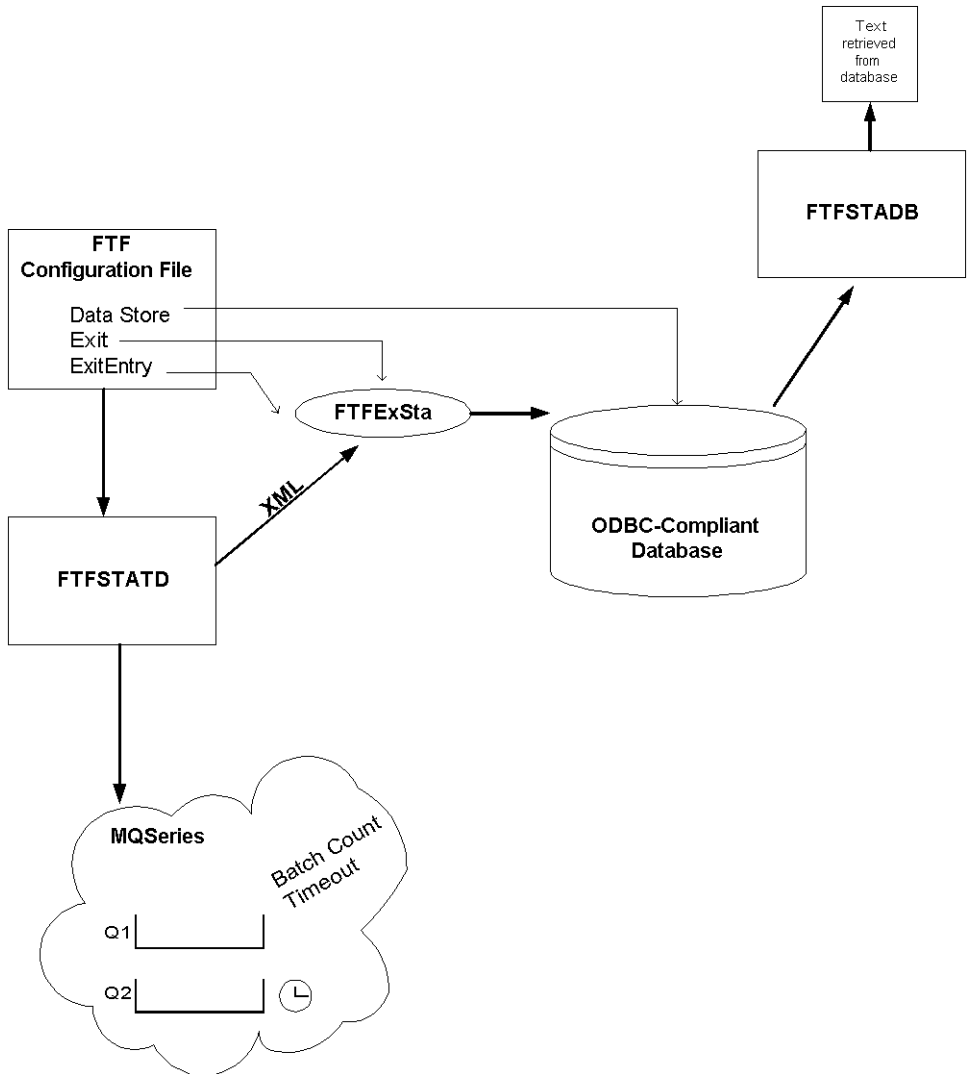 Text
retrieved
from
database
FTFSTADB
FTF
Configuration File
Data Store
Exit
ExitEntry
FTFExSta
XML
ODBC-Compliant
Database
FTFSTATD
MQSeries
Batch Count
Timeout
Q1
Q2